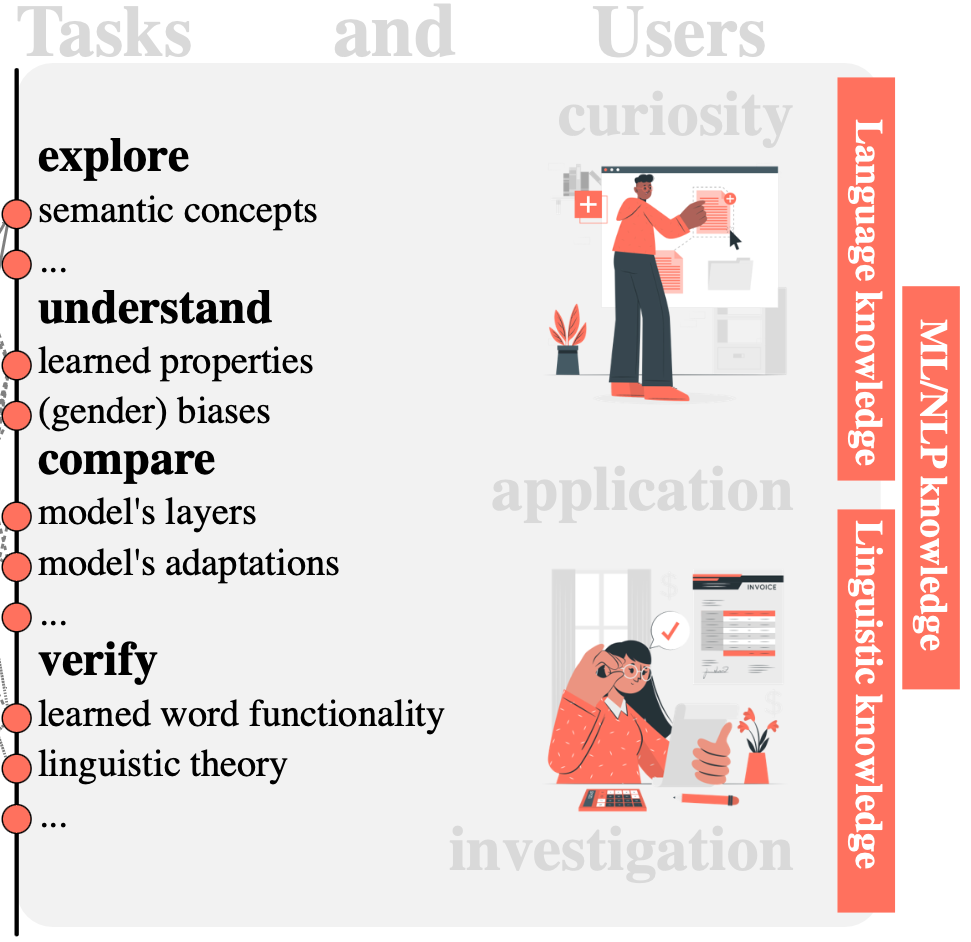 Tasks and Users
curiosity
explore
semantic concepts
...
understand
learned properties
(gender) biases
compare
model's layers
model's adaptations
...
verify
learned word functionality
linguistic theory
...
application
INVOICE
investigation
Language knowledge
Linguistic knowledge
ML/NLP knowledge